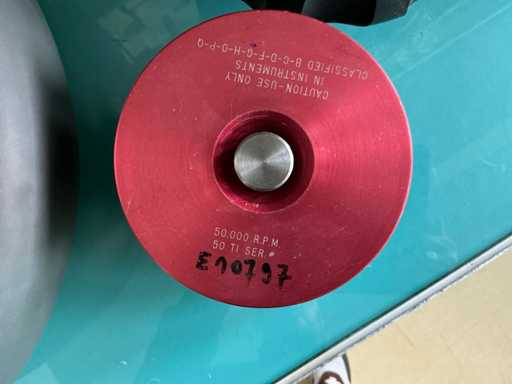 CAUTION-USE ONLY
IN INSTRUMENTS
CLASSIFIED B-C-D-F-G-H-O-P-Q
50,000 R.P.M.
50 TI SER.#
E10797